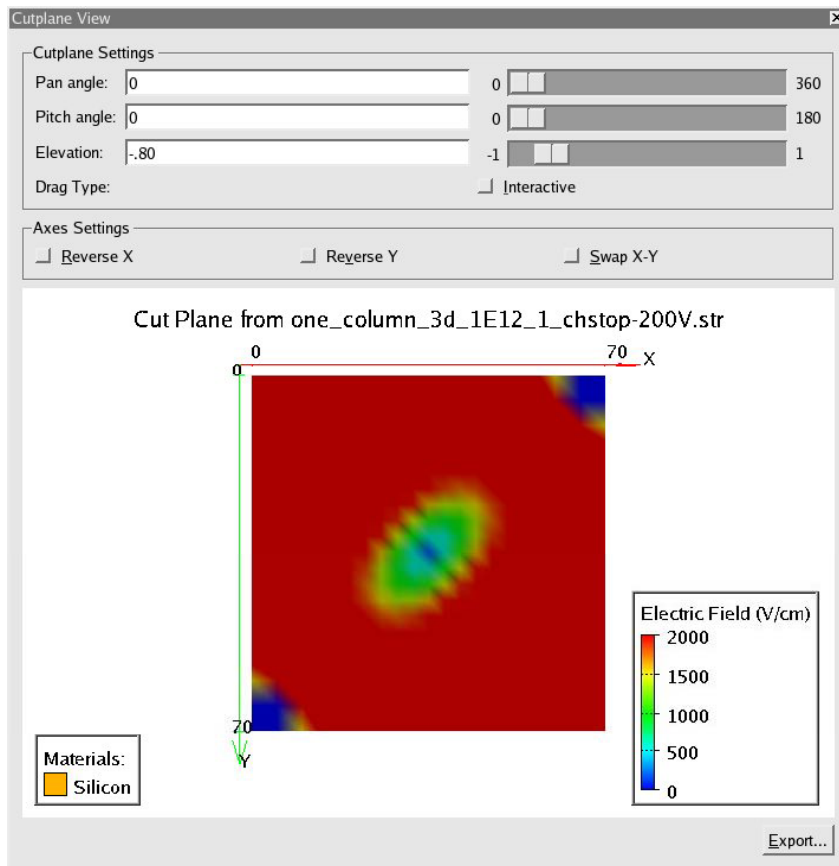 Cutplane View
Cutplane Settings
Pan angle: 0 0 360
Pitch angle: 0 0 180
Elevation: -.80 -1 1
Drag Type: Interactive
Axes Settings
Reverse X Reverse Y Swap X-Y
Cut Plane from one_column_3d_1E12_1_chstop-200V.str
0 70 X
0
70
Y
Electric Field (V/cm)
2000
1500
1000
500
0
Materials:
Silicon
Export...